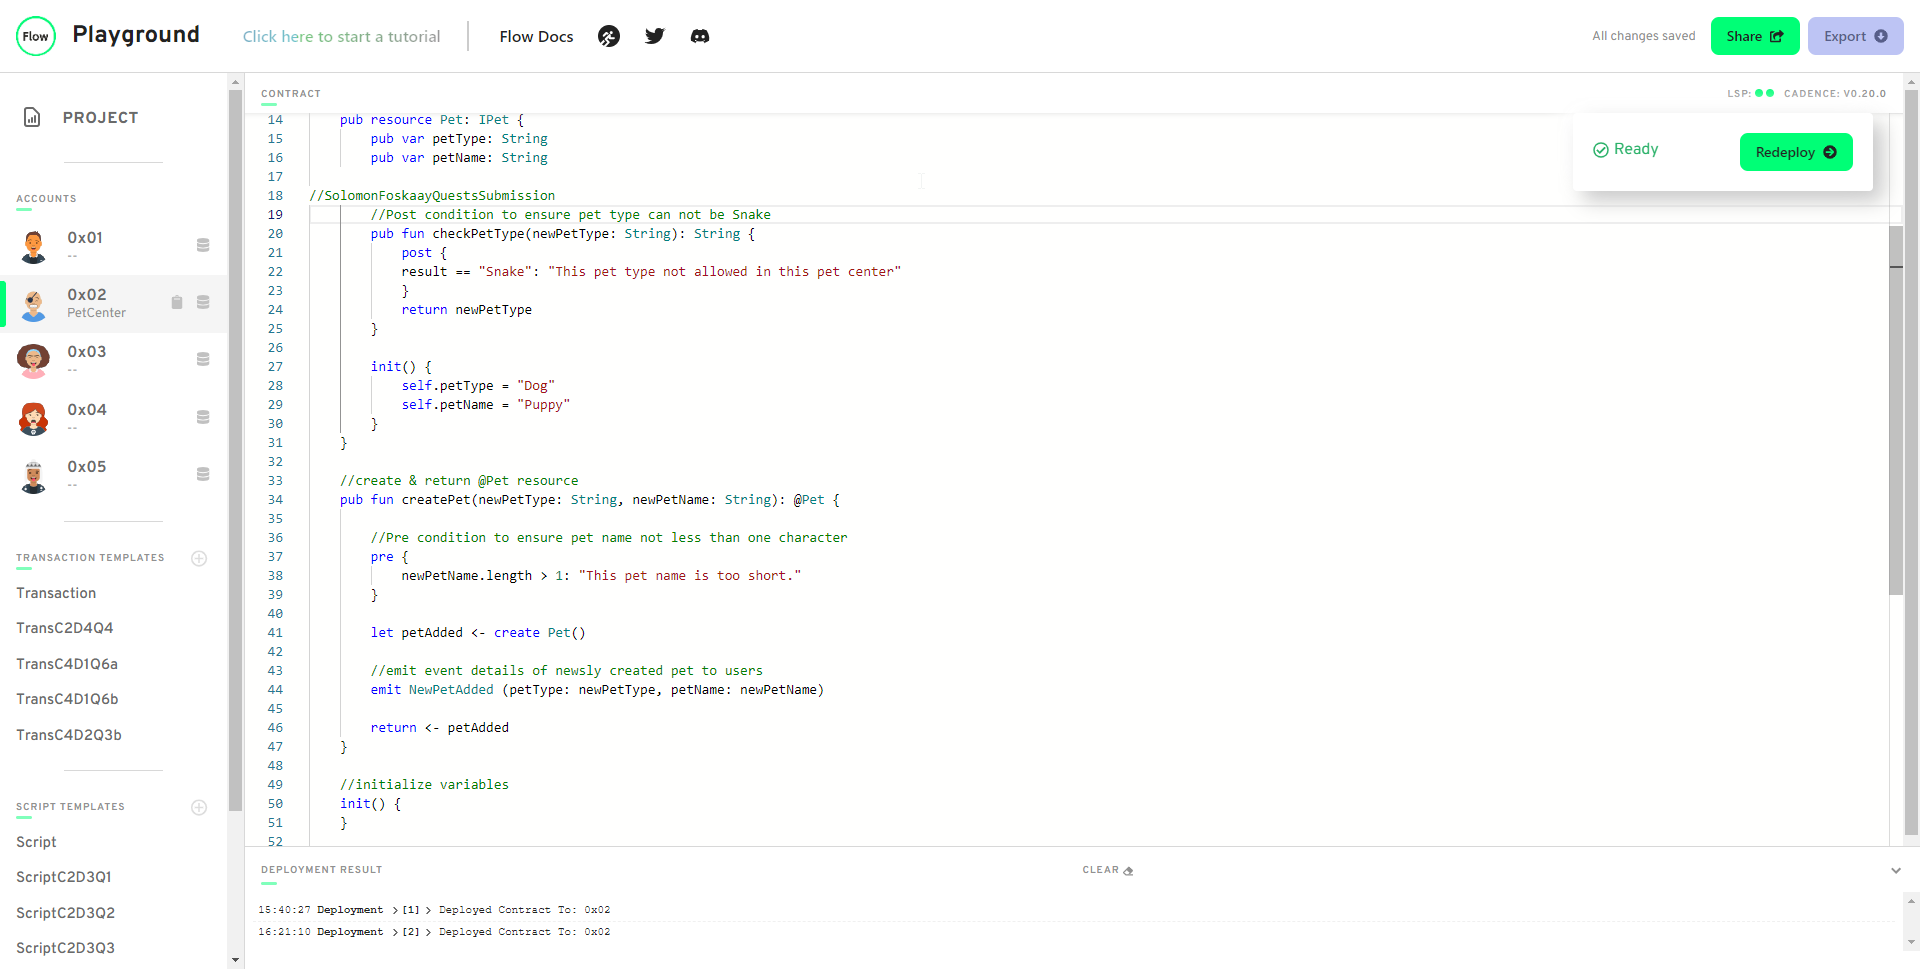 Flow Playground Click here to start a tutorial Flow Docs All changes saved Share Export
PROJECT
ACCOUNTS
0x01
--
0x02
PetCenter
0x03
--
0x04
--
0x05
--
TRANSACTION TEMPLATES
Transaction
TransC2D4Q4
TransC4D1Q6a
TransC4D1Q6b
TransC4D2Q3b
SCRIPT TEMPLATES
Script
ScriptC2D3Q1
ScriptC2D3Q2
ScriptC2D3Q3
CONTRACT LSP: CADENCE: V0.20.0
Ready Redeploy
14 pub resource Pet: IPet {
15 pub var petType: String
16 pub var petName: String
17
18 //SolomonFoskaayQuestsSubmission
19 //Post condition to ensure pet type can not be Snake
20 pub fun checkPetType(newPetType: String): String {
21 post {
22 result == "Snake": "This pet type not allowed in this pet center"
23 }
24 return newPetType
25 }
26
27 init() {
28 self.petType = "Dog"
29 self.petName = "Puppy"
30 }
31 }
32
33 //create & return @Pet resource
34 pub fun createPet(newPetType: String, newPetName: String): @Pet {
35
36 //Pre condition to ensure pet name not less than one character
37 pre {
38 newPetName.length > 1: "This pet name is too short."
39 }
40
41 let petAdded <- create Pet()
42
43 //emit event details of newsly created pet to users
44 emit NewPetAdded (petType: newPetType, petName: newPetName)
45
46 return <- petAdded
47 }
48
49 //initialize variables
50 init() {
51 }
52
DEPLOYMENT RESULT CLEAR
15:40:27 Deployment > [1] > Deployed Contract To: 0x02
16:21:10 Deployment > [2] > Deployed Contract To: 0x02